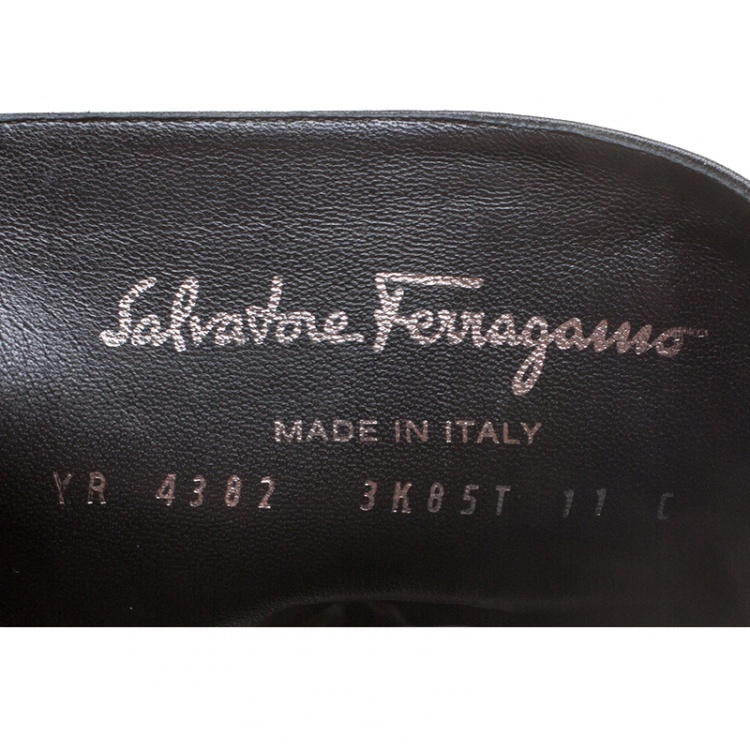 Salvatore Ferragamo
MADE IN ITALY
YR 4382 3K85T 11 C